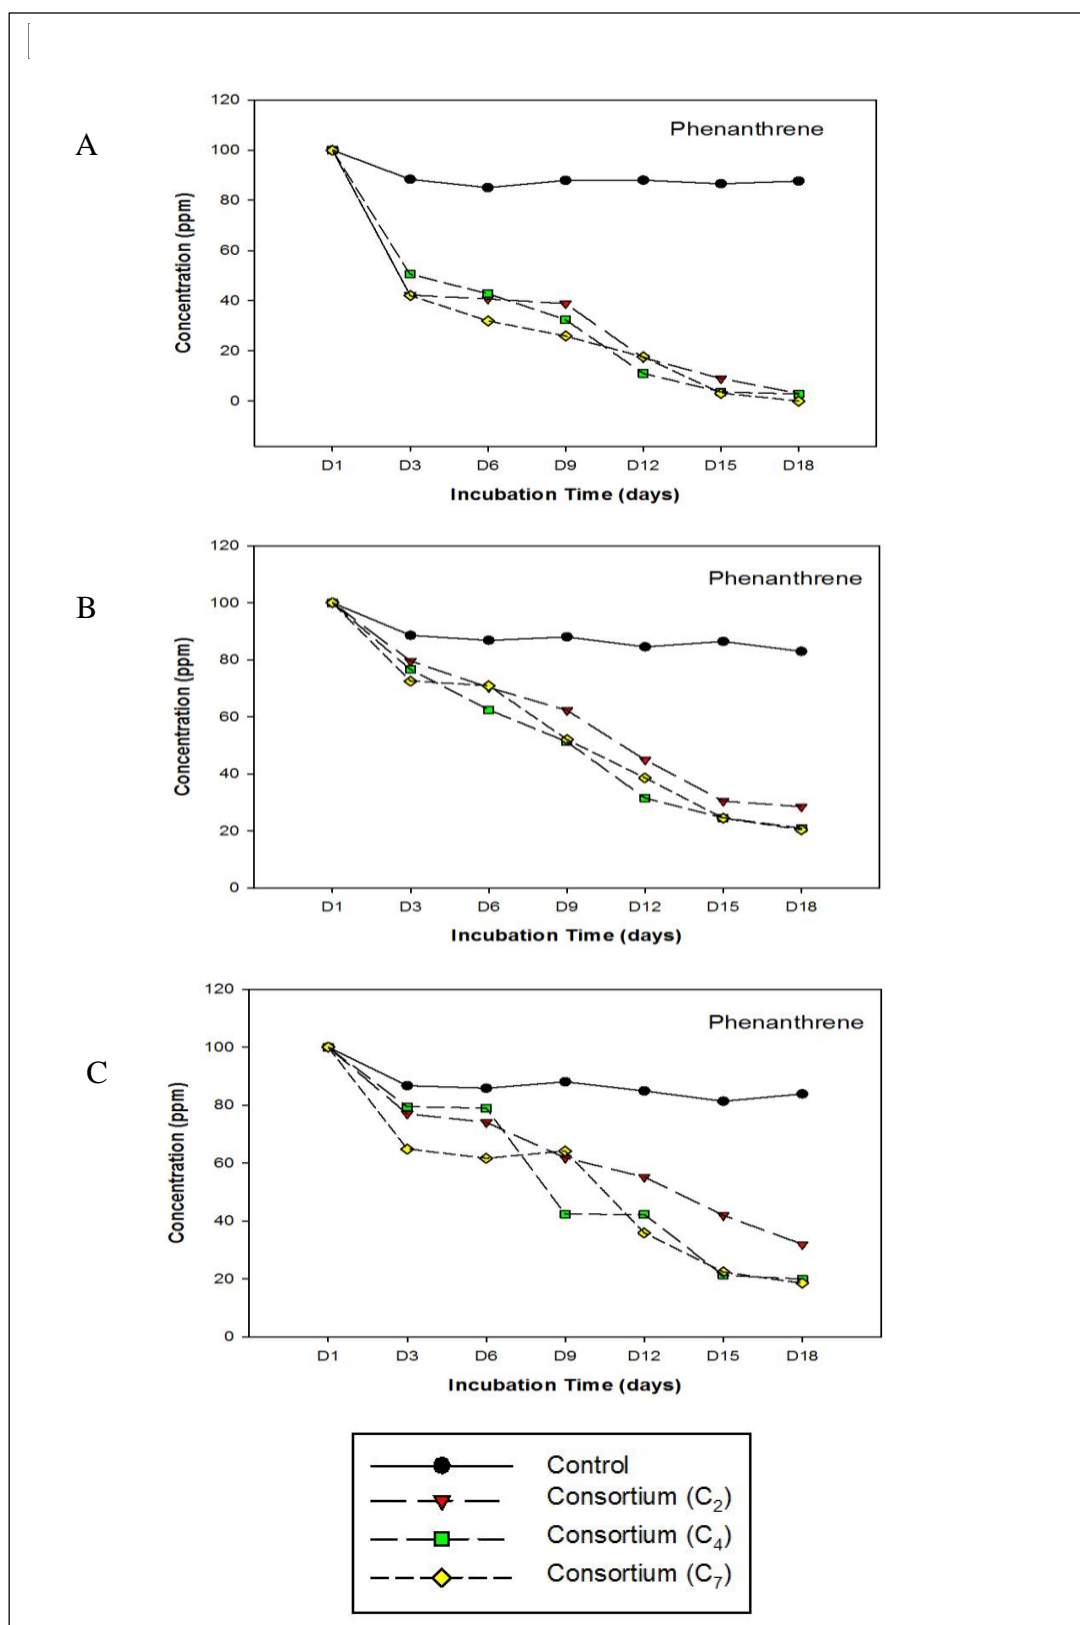 A
Phenanthrene
120
100
80
60
40
20
0
Concentration (ppm)
D1 D3 D6 D9 D12 D15 D18
Incubation Time (days)
B
Phenanthrene
120
100
80
60
40
20
0
Concentration (ppm)
D1 D3 D6 D9 D12 D15 D18
Incubation Time (days)
C
Phenanthrene
120
100
80
60
40
20
0
Concentration (ppm)
D1 D3 D6 D9 D12 D15 D18
Incubation Time (days)
Control
Consortium (C₂)
Consortium (C₄)
Consortium (C₇)